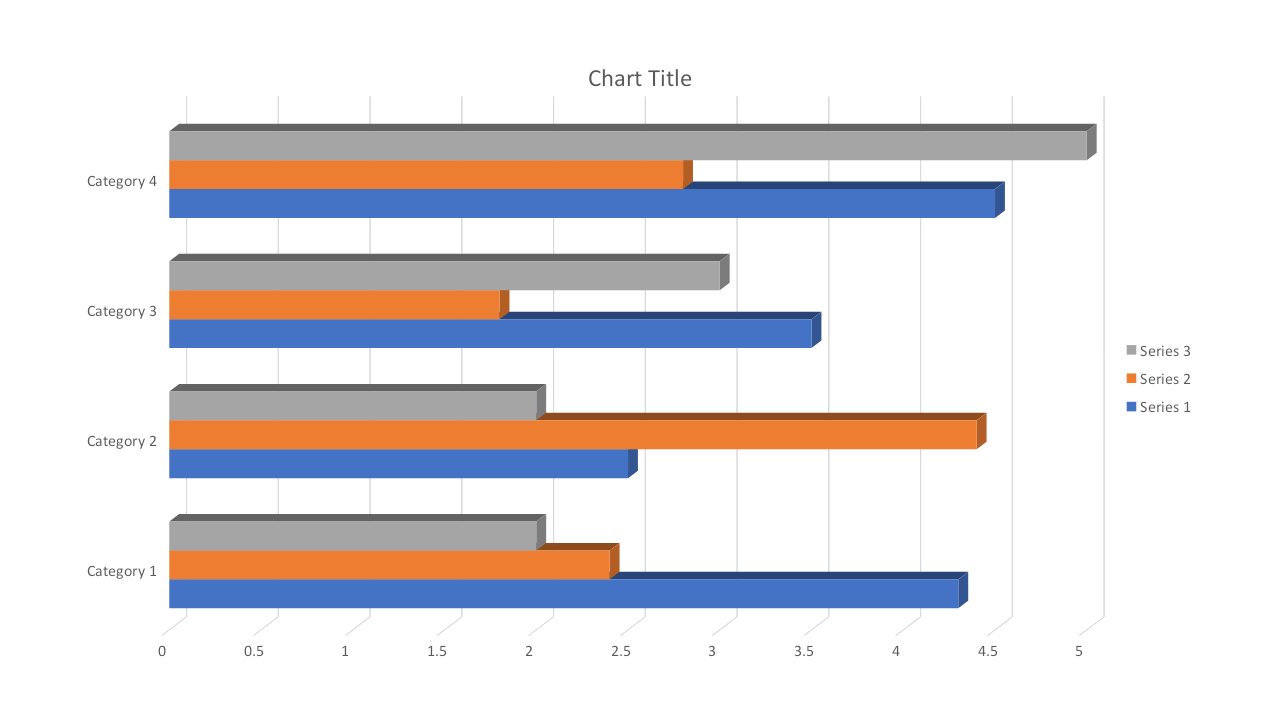 Chart Title
Category 4
Category 3
Category 2
Category 1
Series 3
Series 2
Series 1
0 0.5 1 1.5 2 2.5 3 3.5 4 4.5 5